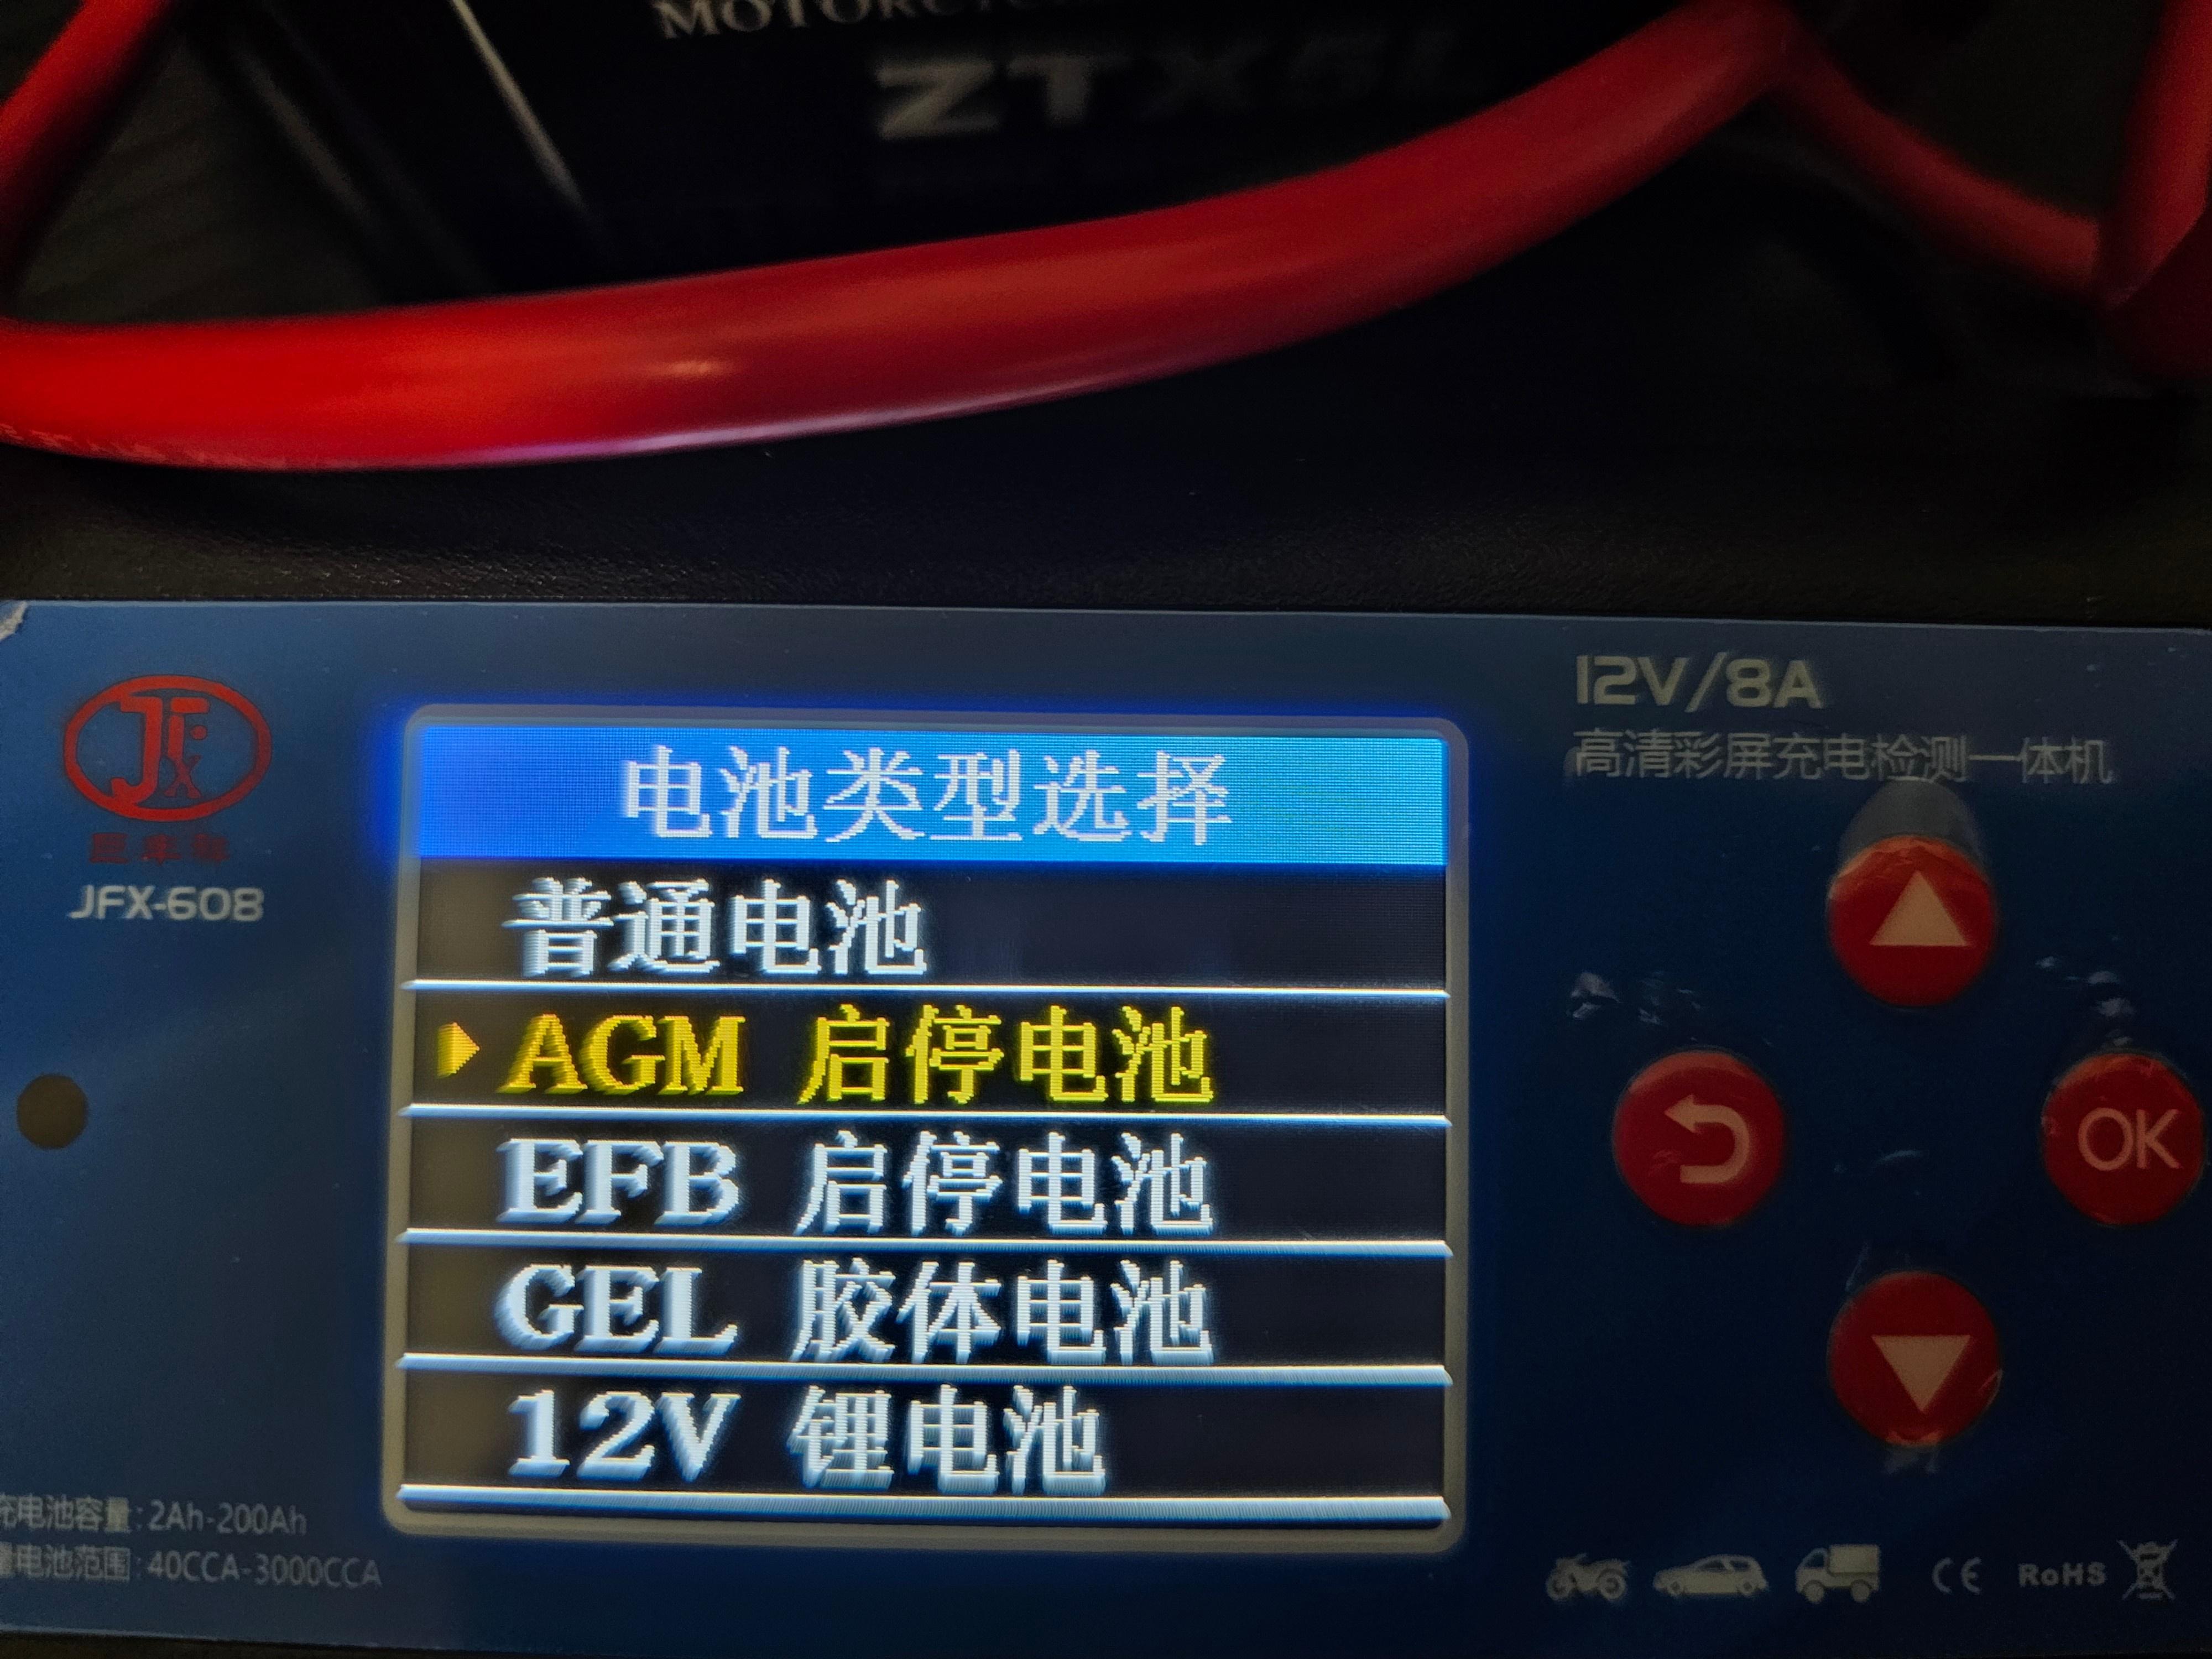 ZTX5L
12V/8A
高清彩屏充电检测一体机
JFX
JFX-608
电池类型选择
普通电池
AGM 启停电池
EFB 启停电池
GEL 胶体电池
12V 锂电池
OK
充电池容量:2Ah-200Ah
量电池范围:40CCA-3000CCA
CE RoHS